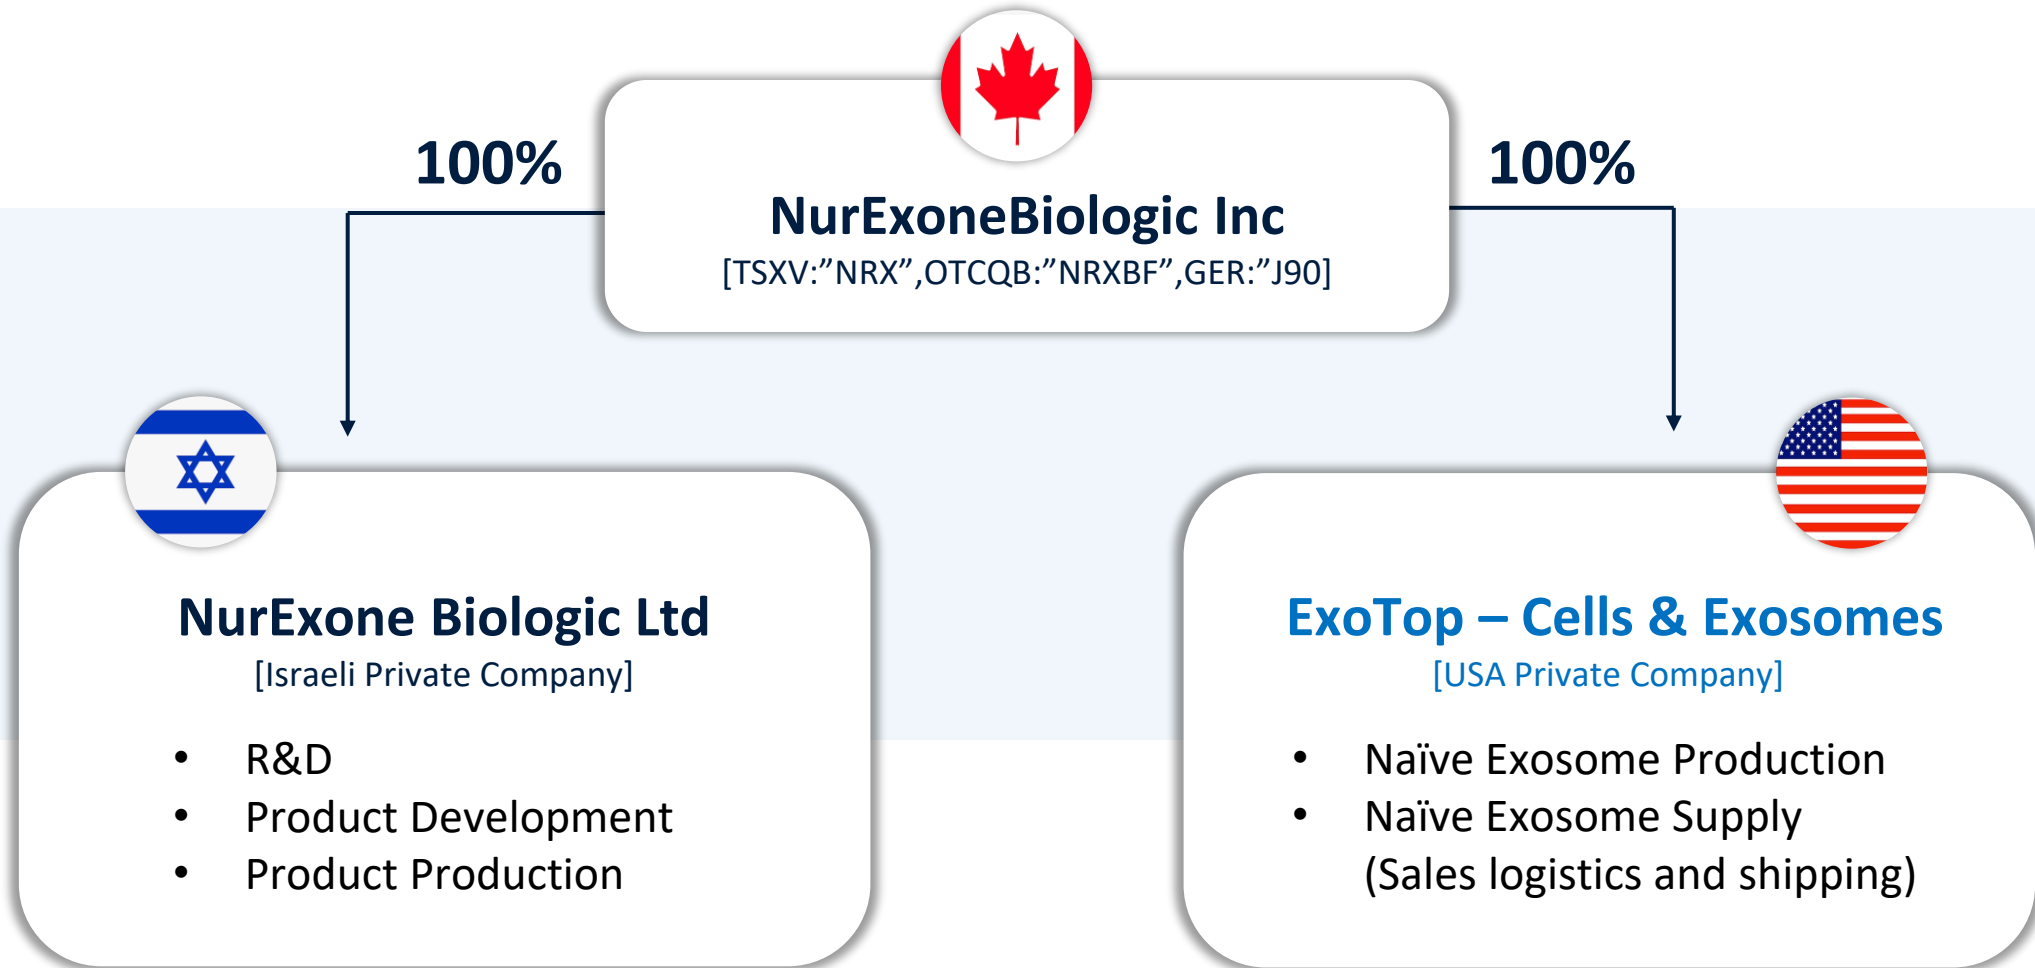 100%
100%
NurExoneBiologic Inc
[TSXV:”NRX”,OTCQB:”NRXBF”,GER:”J90]
NurExone Biologic Ltd
[Israeli Private Company]
• R&D
• Product Development
• Product Production
ExoTop – Cells & Exosomes
[USA Private Company]
• Naïve Exosome Production
• Naïve Exosome Supply
(Sales logistics and shipping)